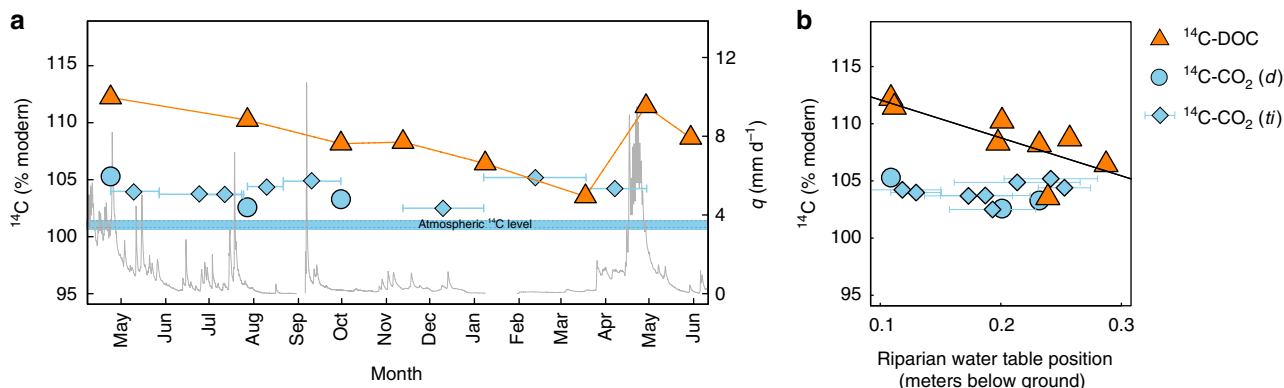 a
¹⁴C (% modern)
115
110
105
100
95
12
8
4
0
q (mm d⁻¹)
Atmospheric ¹⁴C level
May Jun Jul Aug Sep Oct Nov Dec Jan Feb Mar Apr May Jun
Month
b
¹⁴C (% modern)
115
110
105
100
95
0.1 0.2 0.3
Riparian water table position
(meters below ground)
¹⁴C-DOC
¹⁴C-CO₂ (d)
¹⁴C-CO₂ (ti)